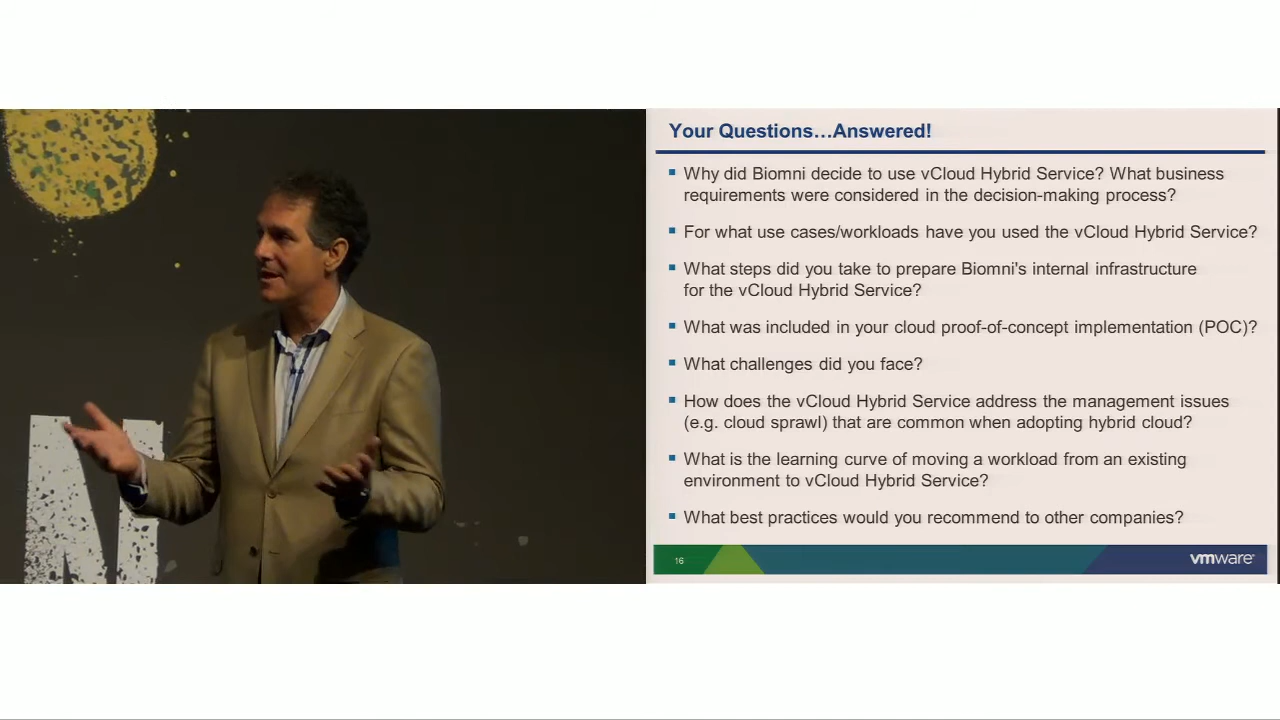 Your Questions…Answered!
Why did Biomni decide to use vCloud Hybrid Service? What business
requirements were considered in the decision-making process?
For what use cases/workloads have you used the vCloud Hybrid Service?
What steps did you take to prepare Biomni's internal infrastructure
for the vCloud Hybrid Service?
What was included in your cloud proof-of-concept implementation (POC)?
What challenges did you face?
How does the vCloud Hybrid Service address the management issues
(e.g. cloud sprawl) that are common when adopting hybrid cloud?
What is the learning curve of moving a workload from an existing
environment to vCloud Hybrid Service?
What best practices would you recommend to other companies?
16
vmware
N